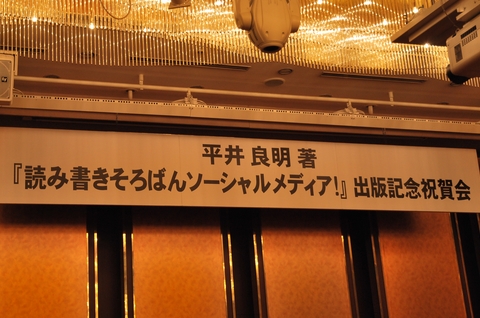 平井 良明 著
『読み書きそろばんソーシャルメディア!』 出版記念祝賀会